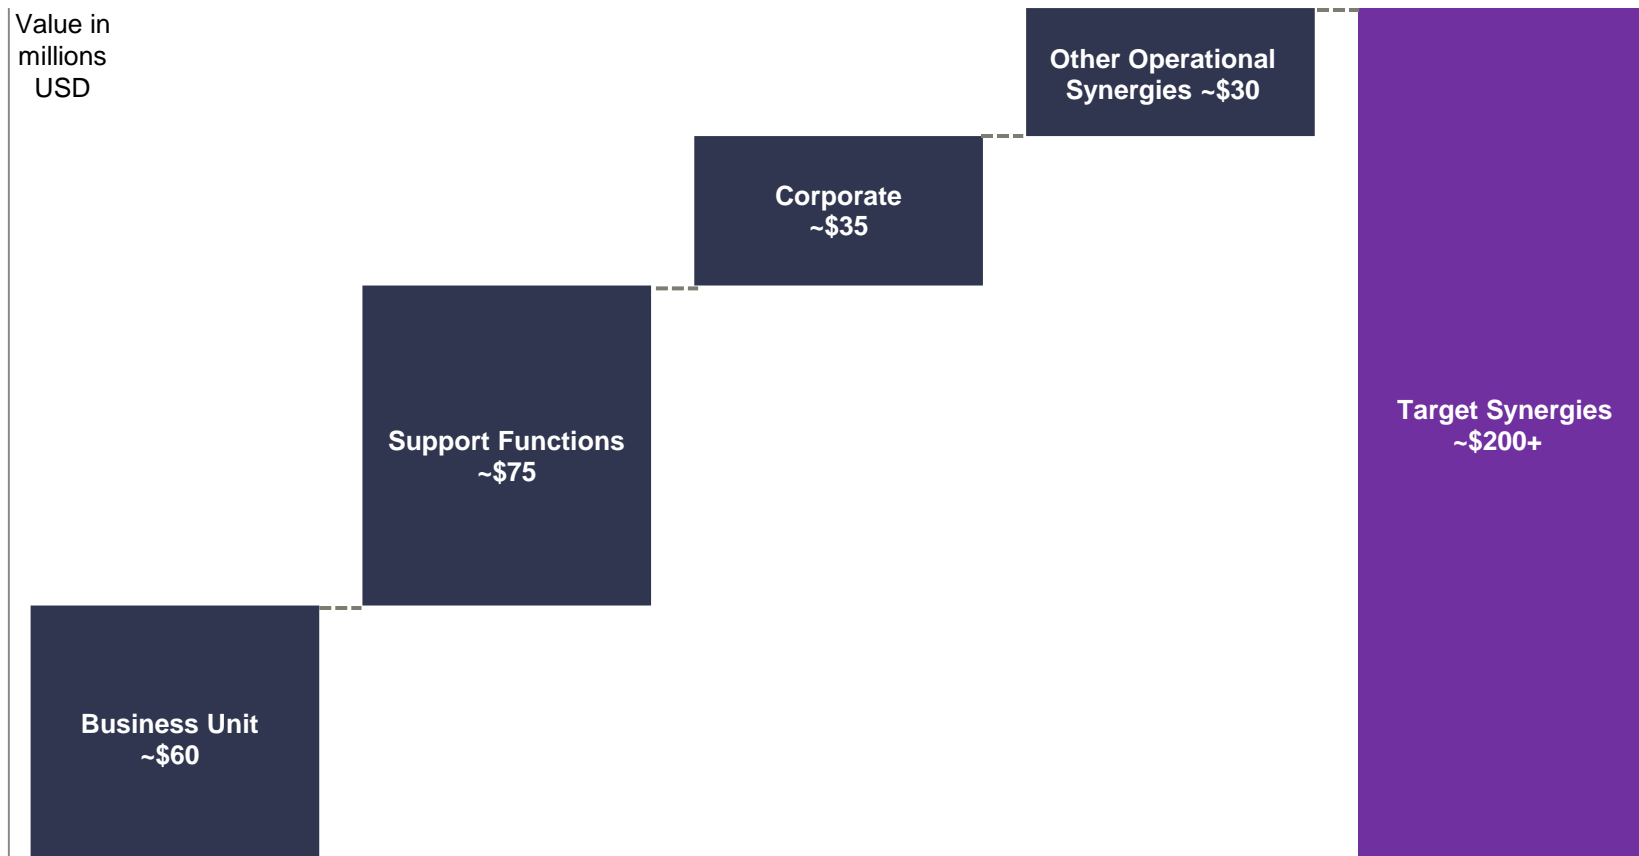 Value in
millions
USD
Other Operational
Synergies ~$30
Corporate
~$35
Support Functions
~$75
Target Synergies
~$200+
Business Unit
~$60